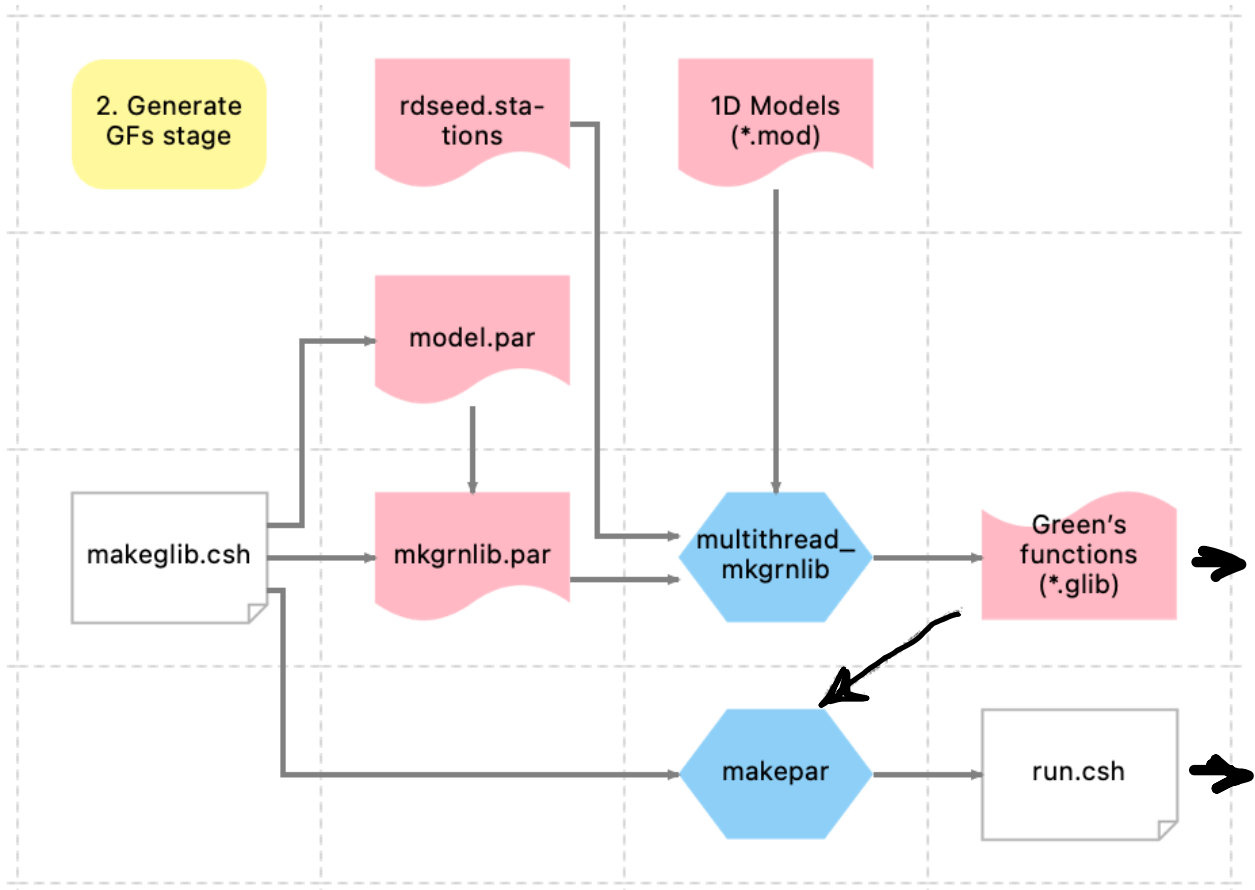 2. Generate
GFs stage
rdseed.sta-
tions
1D Models
(*.mod)
model.par
makeglib.csh
mkgrnlib.par
multithread_
mkgrnlib
Green’s
functions
(*.glib)
makepar
run.csh